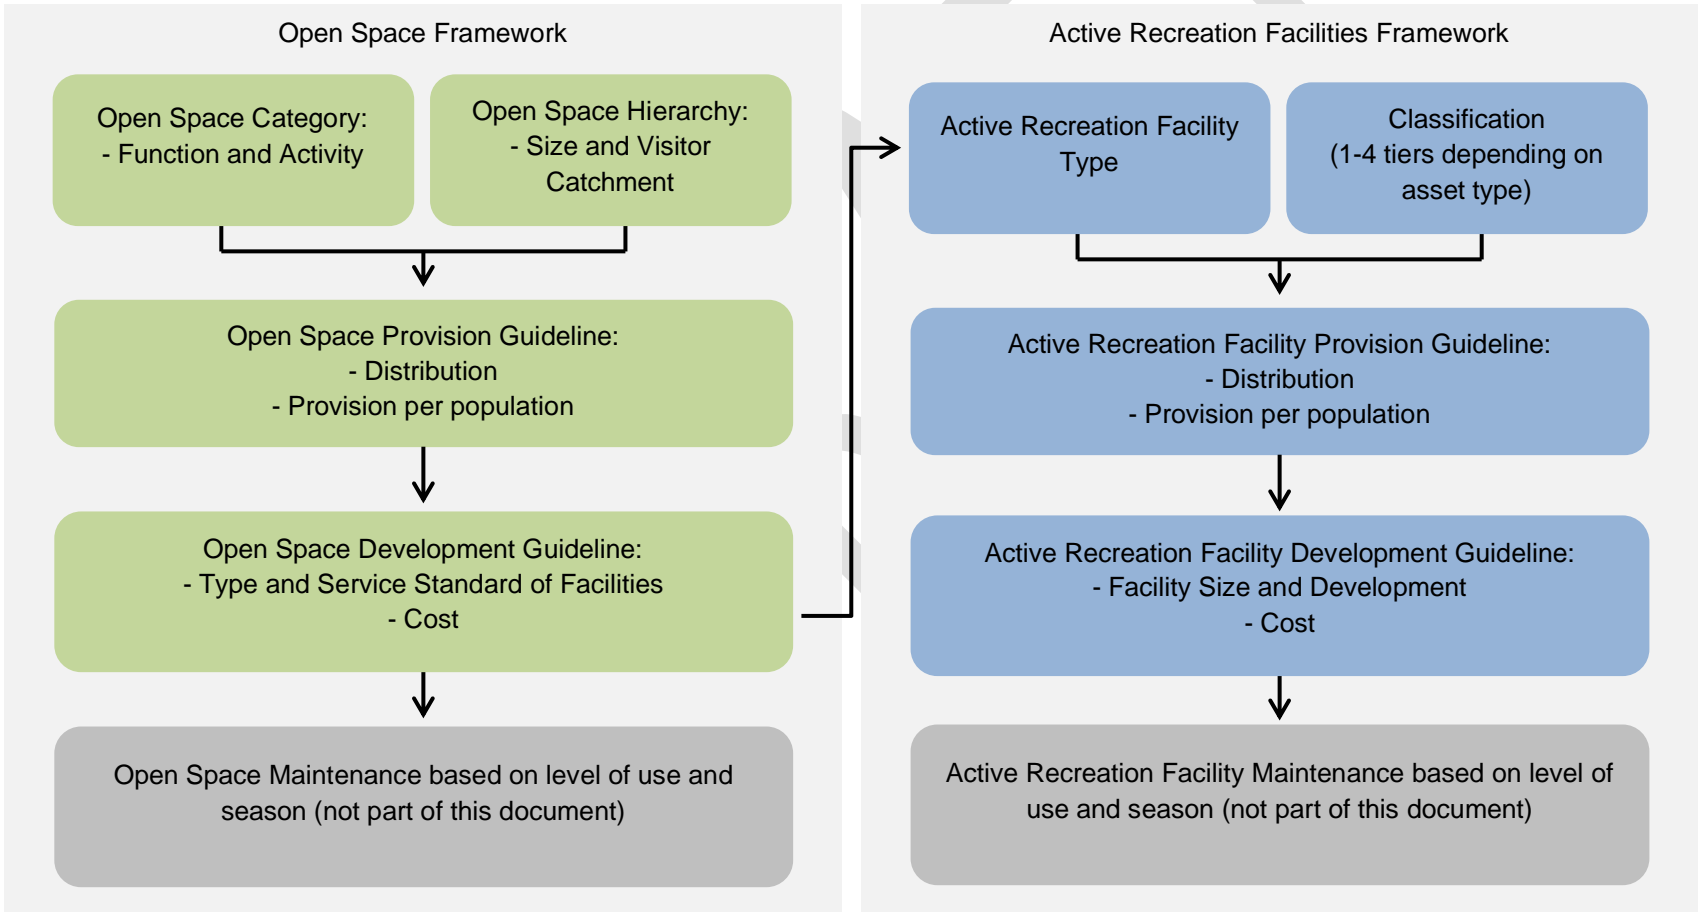 Open Space Framework
Open Space Category:
- Function and Activity
Open Space Hierarchy:
- Size and Visitor
Catchment
Open Space Provision Guideline:
- Distribution
- Provision per population
Open Space Development Guideline:
- Type and Service Standard of Facilities
- Cost
Open Space Maintenance based on level of use and
season (not part of this document)
Active Recreation Facilities Framework
Active Recreation Facility
Type
Classification
(1-4 tiers depending on
asset type)
Active Recreation Facility Provision Guideline:
- Distribution
- Provision per population
Active Recreation Facility Development Guideline:
- Facility Size and Development
- Cost
Active Recreation Facility Maintenance based on level of
use and season (not part of this document)